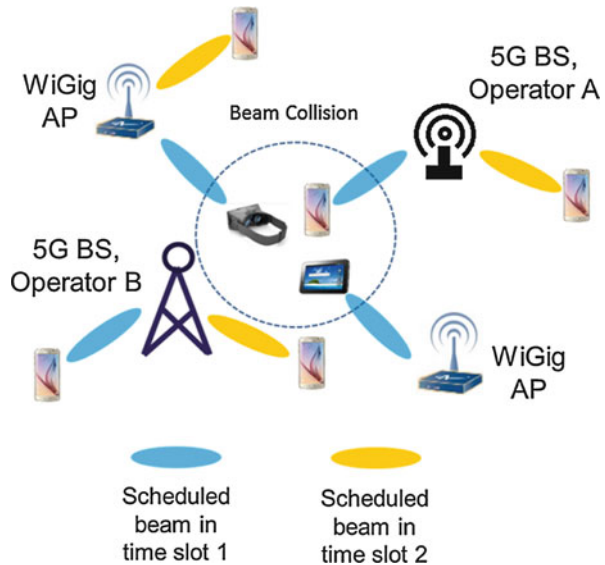 WiGig
AP
Beam Collision
5G BS,
Operator A
5G BS,
Operator B
WiGig
AP
Scheduled
beam in
time slot 1
Scheduled
beam in
time slot 2